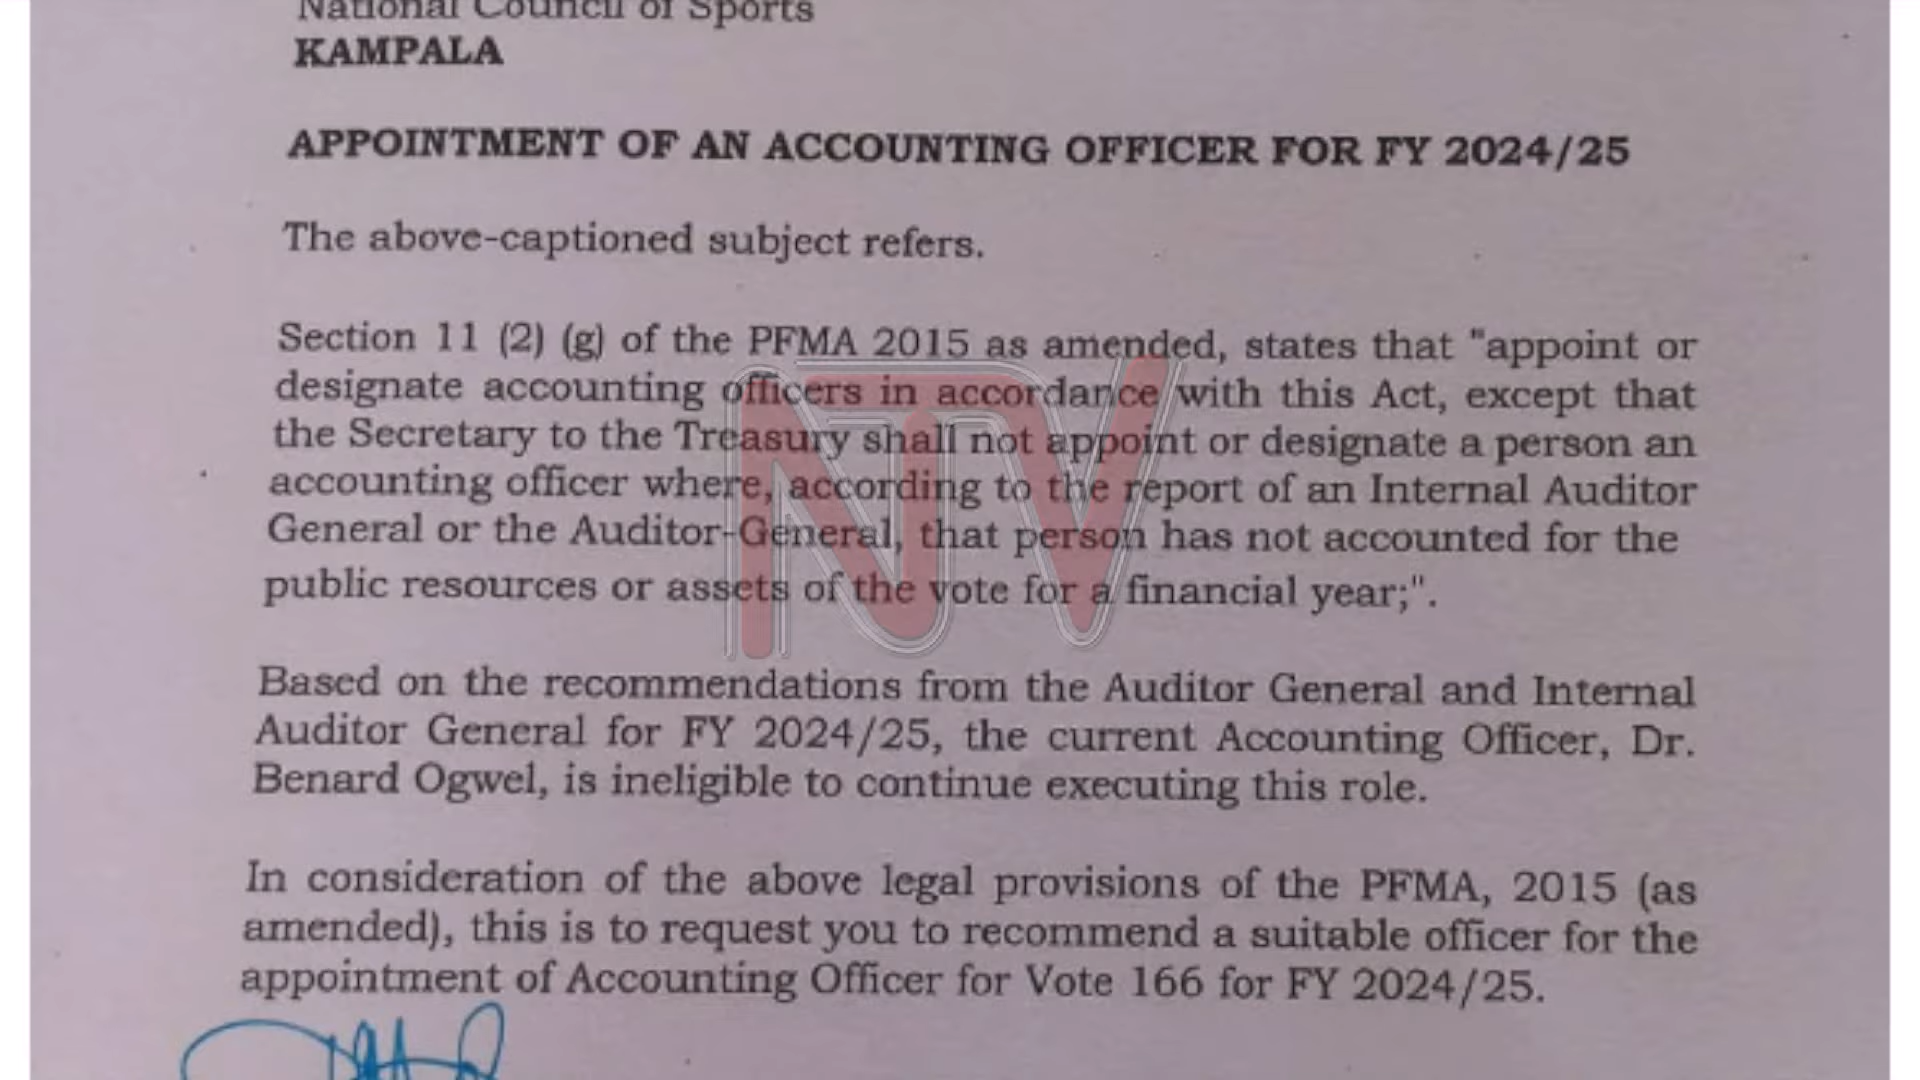 National Council of Sports
KAMPALA
APPOINTMENT OF AN ACCOUNTING OFFICER FOR FY 2024/25
The above-captioned subject refers.
Section 11 (2) (g) of the PFMA 2015 as amended, states that "appoint or
designate accounting officers in accordance with this Act, except that
the Secretary to the Treasury shall not appoint or designate a person an
accounting officer where, according to the report of an Internal Auditor
General or the Auditor-General, that person has not accounted for the
public resources or assets of the vote for a financial year;".
Based on the recommendations from the Auditor General and Internal
Auditor General for FY 2024/25, the current Accounting Officer, Dr.
Benard Ogwel, is ineligible to continue executing this role.
In consideration of the above legal provisions of the PFMA, 2015 (as
amended), this is to request you to recommend a suitable officer for the
appointment of Accounting Officer for Vote 166 for FY 2024/25.
NTV